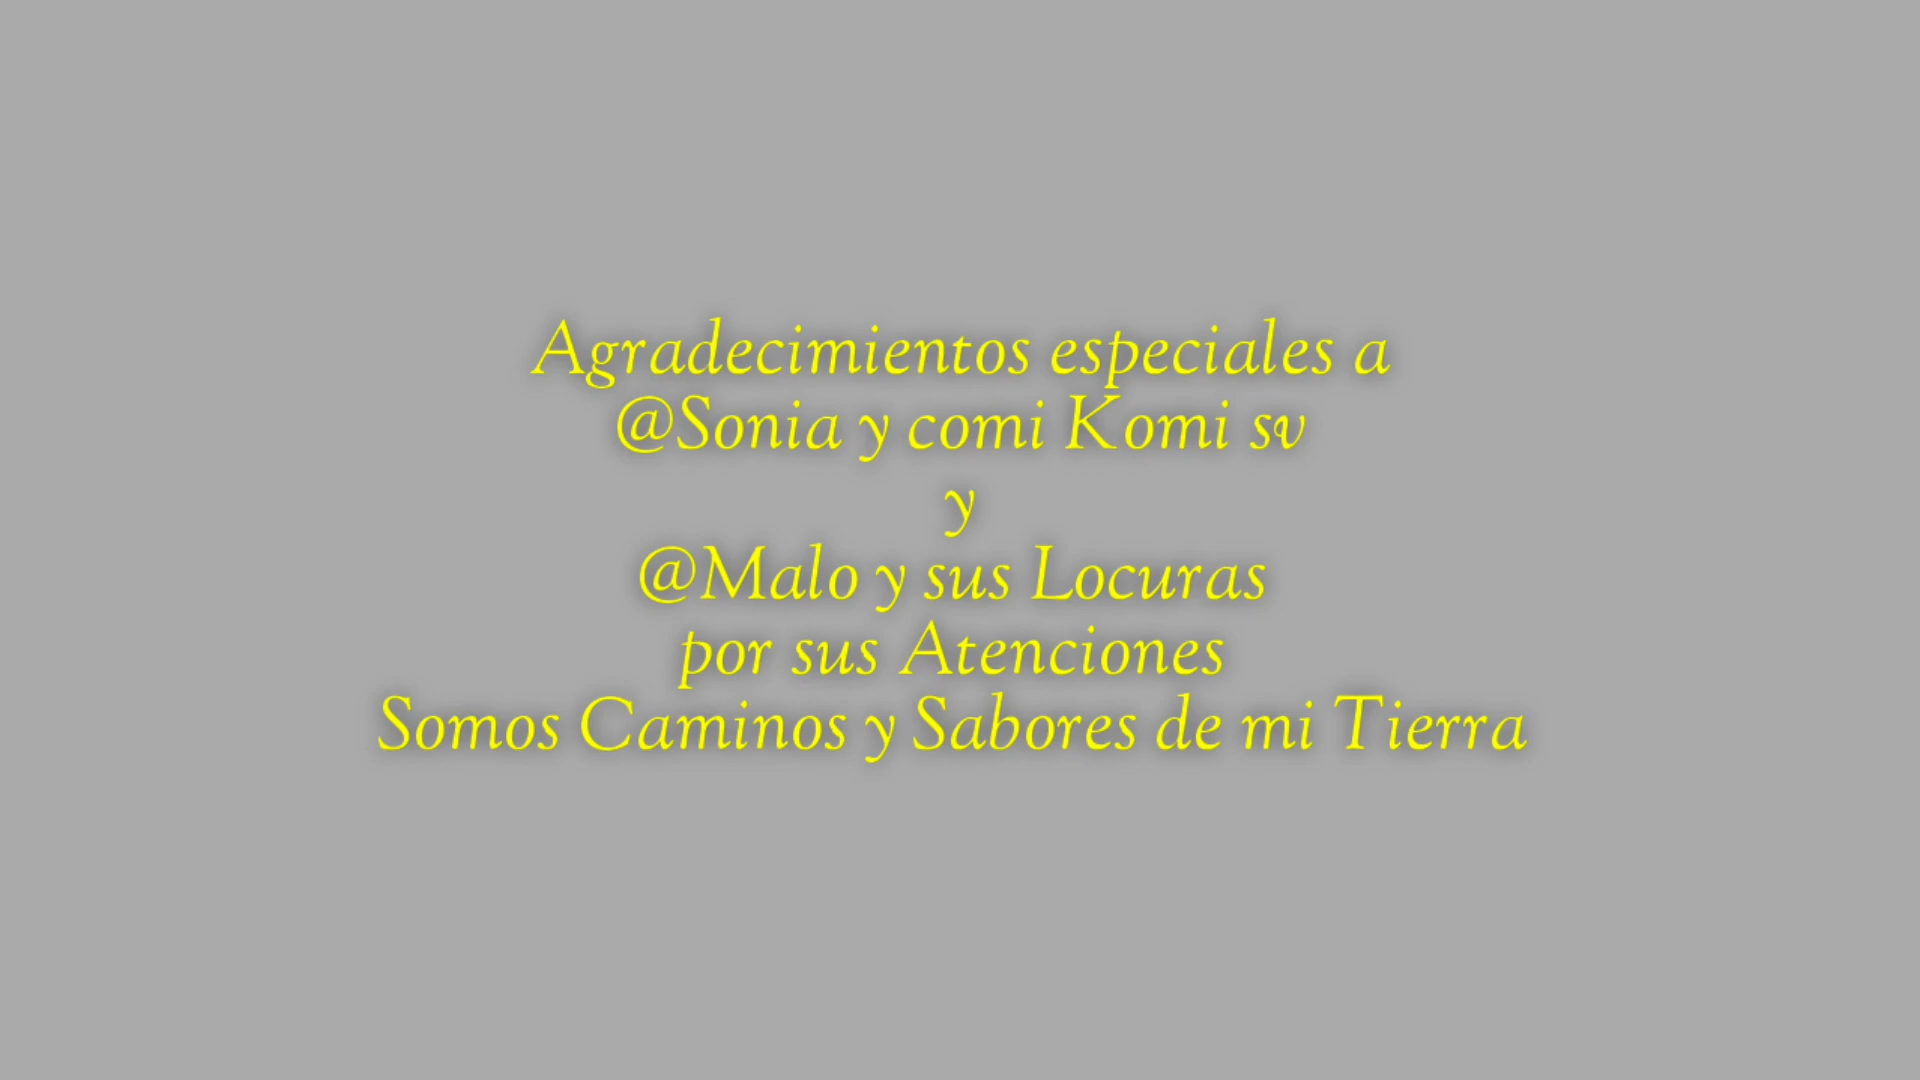 Agradecimientos especiales a
@Sonia y comi Komi sv
y
@Malo y sus Locuras
por sus Atenciones
Somos Caminos y Sabores de mi Tierra